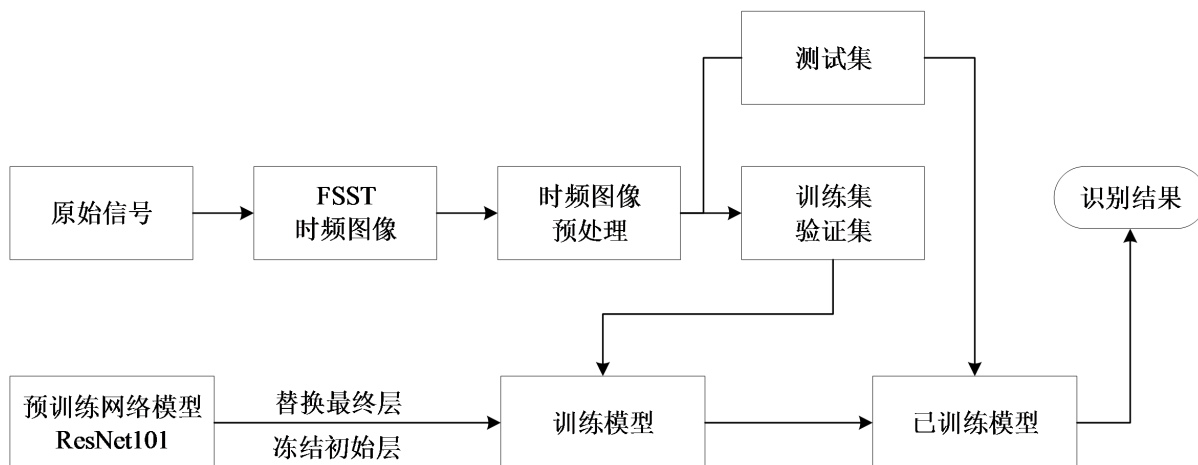 测试集
原始信号
FSST
时频图像
时频图像
预处理
训练集
验证集
识别结果
预训练网络模型
ResNet101
替换最终层
冻结初始层
训练模型
已训练模型